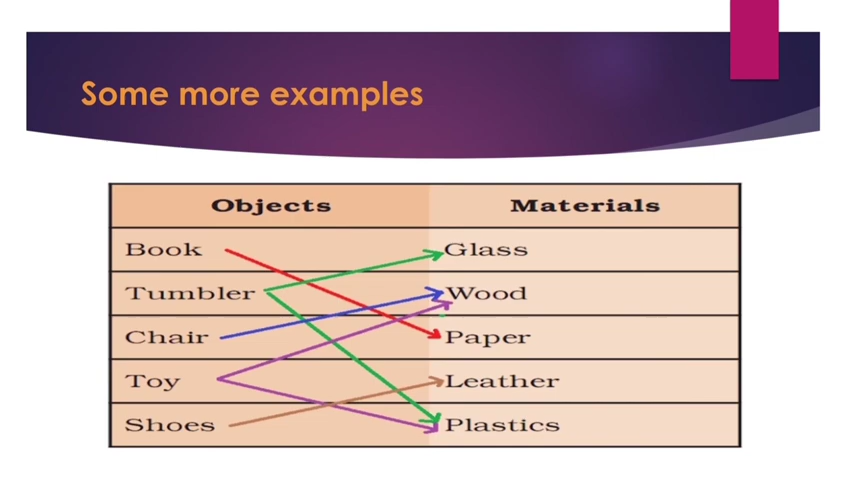 Some more examples
Objects Materials
Book Glass
Tumbler Wood
Chair Paper
Toy Leather
Shoes Plastics